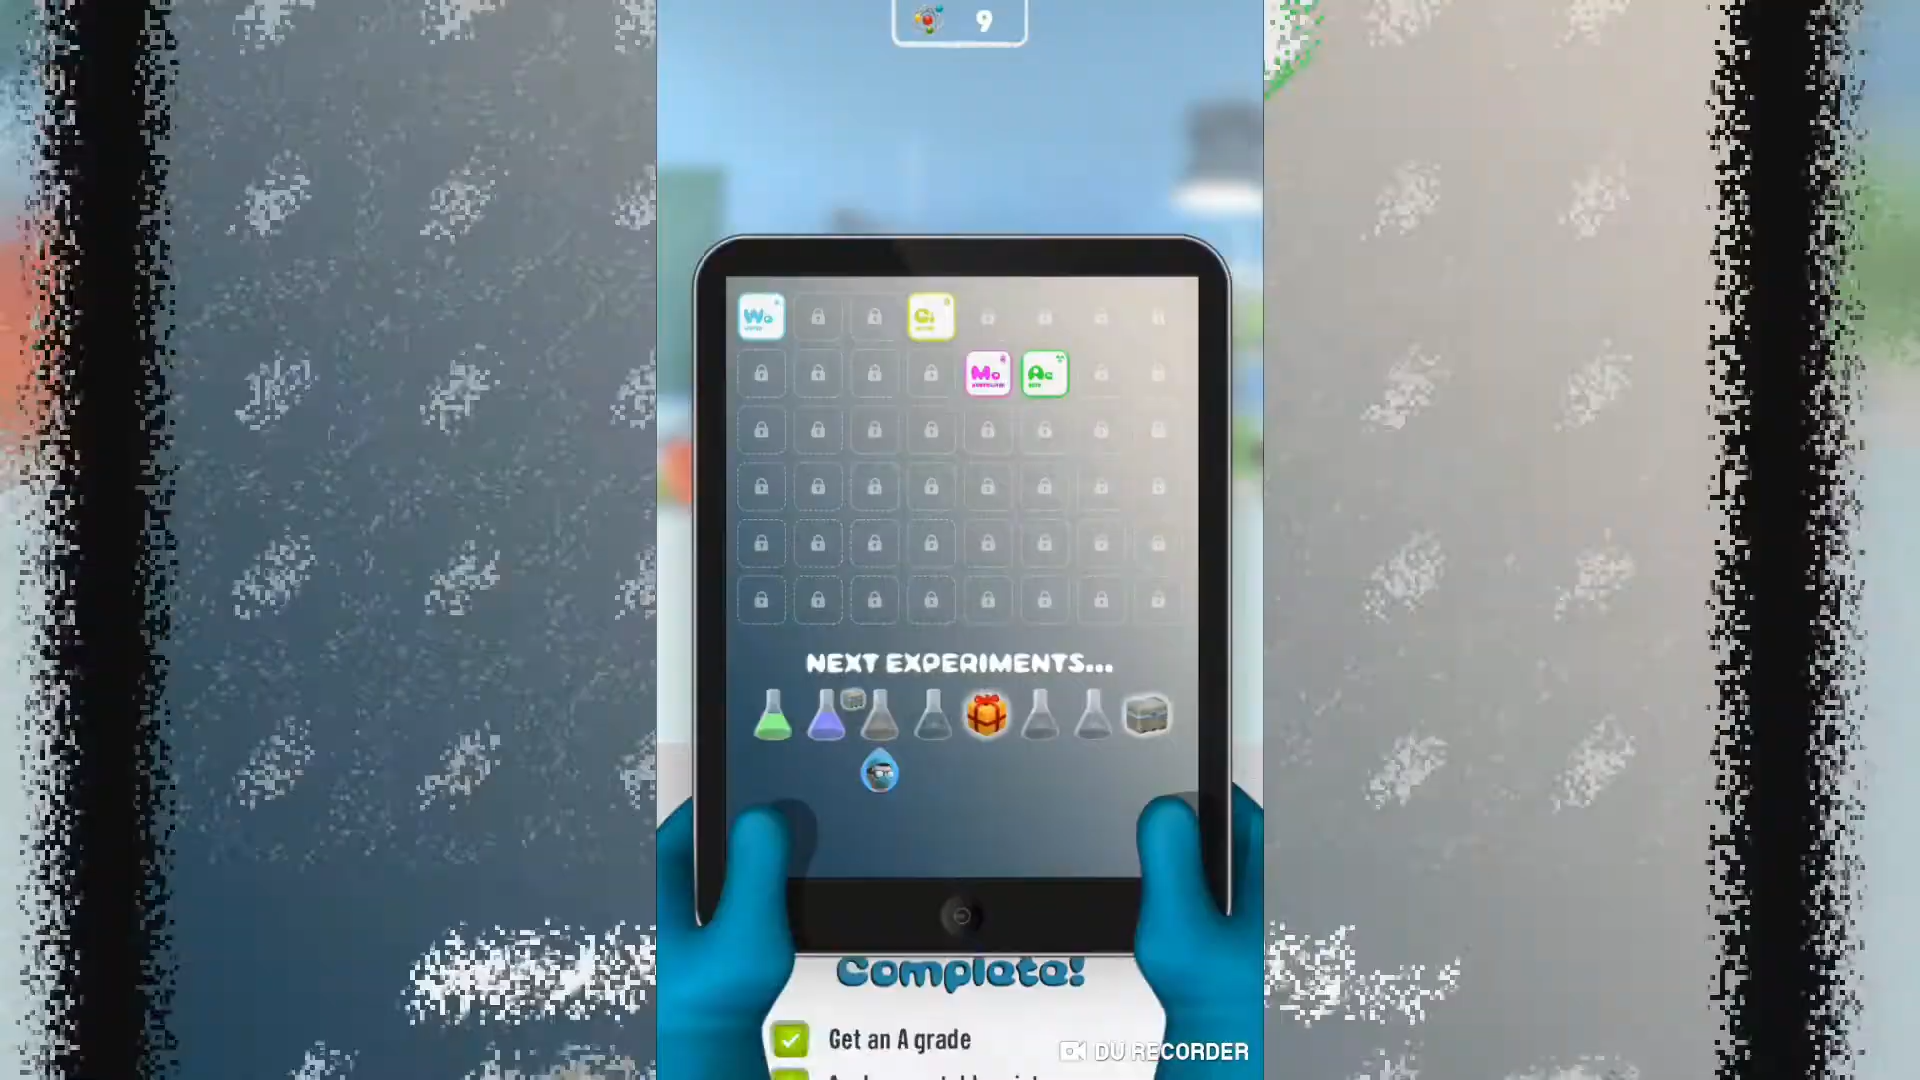 9
Wa
Ci
Mo Ac
NEXT EXPERIMENTS...
Complete!
Get an A grade
DU RECORDER